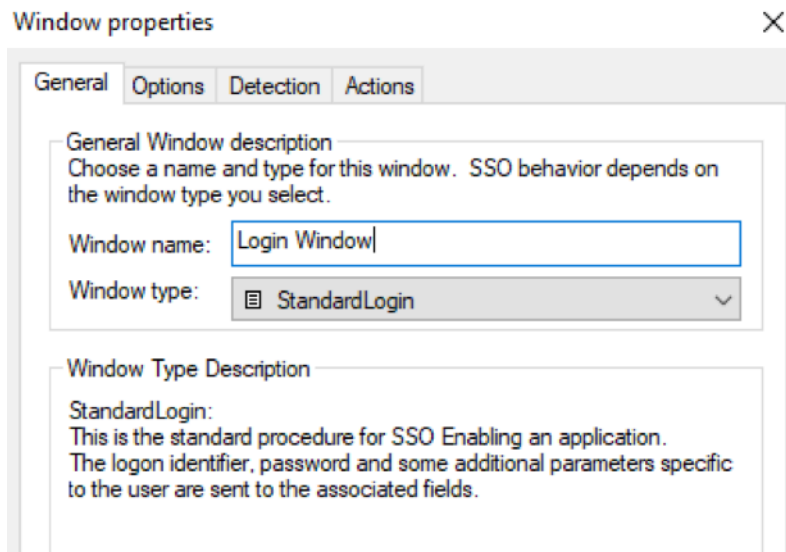 Window properties
General Options Detection Actions
General Window description
Choose a name and type for this window.  SSO behavior depends on
the window type you select.
Window name: Login Window
Window type: StandardLogin
Window Type Description
StandardLogin:
This is the standard procedure for SSO Enabling an application.
The logon identifier, password and some additional parameters specific
to the user are sent to the associated fields.